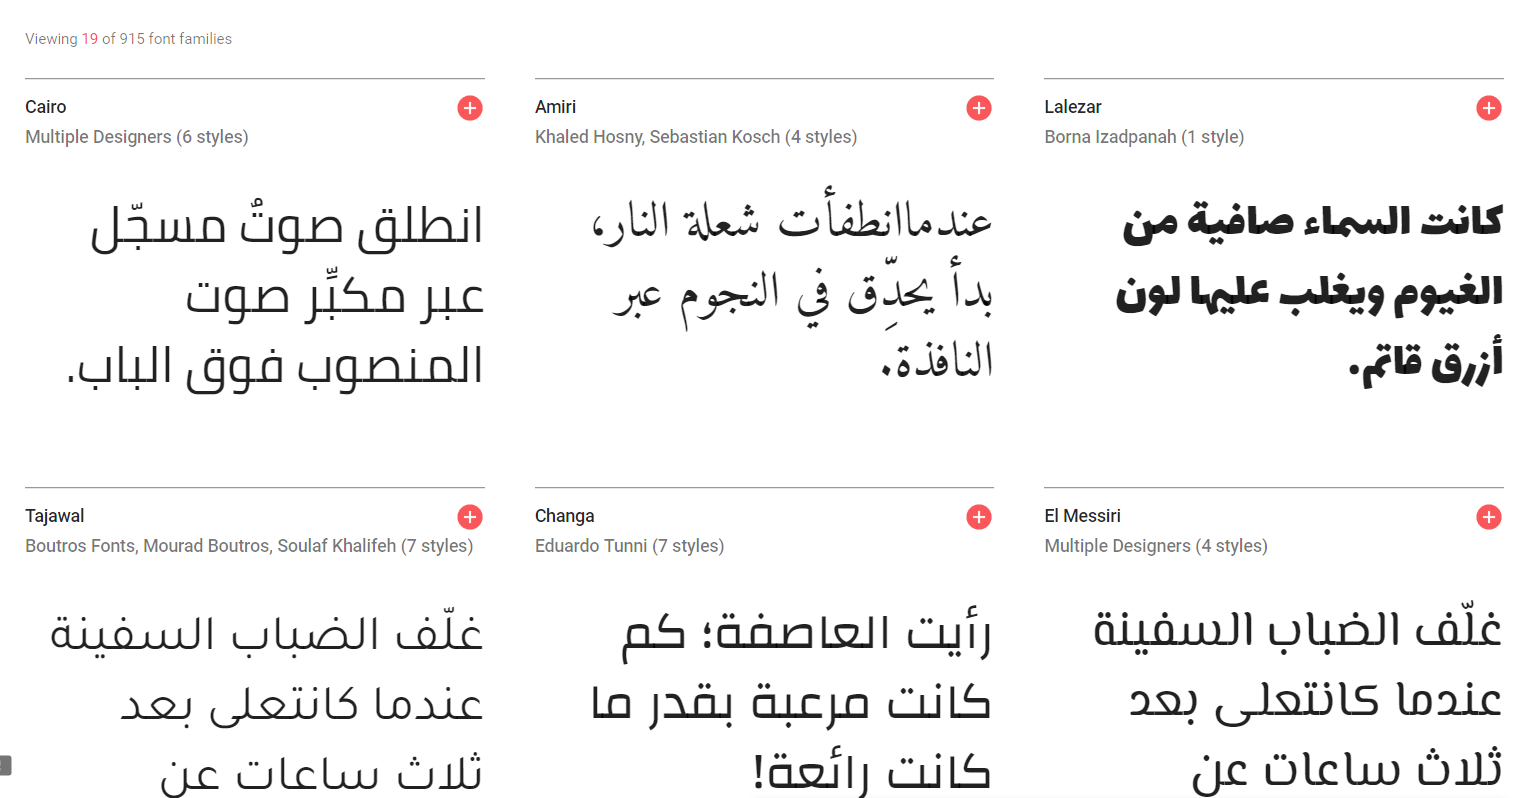 Viewing 19 of 915 font families
Cairo
Multiple Designers (6 styles)
انطلق صوتٌ مسجّل
عبر مكبِّر صوت
المنصوب فوق الباب.
Amiri
Khaled Hosny, Sebastian Kosch (4 styles)
عندماانطفأت شعلة النار،
بدأ يحدِّق في النجوم عبر
النافذة.
Lalezar
Borna Izadpanah (1 style)
كانت السماء صافية من
الغيوم ويغلب عليها لون
أزرق قاتم.
Tajawal
Boutros Fonts, Mourad Boutros, Soulaf Khalifeh (7 styles)
غلّف الضباب السفينة
عندما كانتعلى بعد
ثلاث ساعات عن
Changa
Eduardo Tunni (7 styles)
رأيت العاصفة؛ كم
كانت مرعبة بقدر ما
كانت رائعة!
El Messiri
Multiple Designers (4 styles)
غلّف الضباب السفينة
عندما كانتعلى بعد
ثلاث ساعات عن